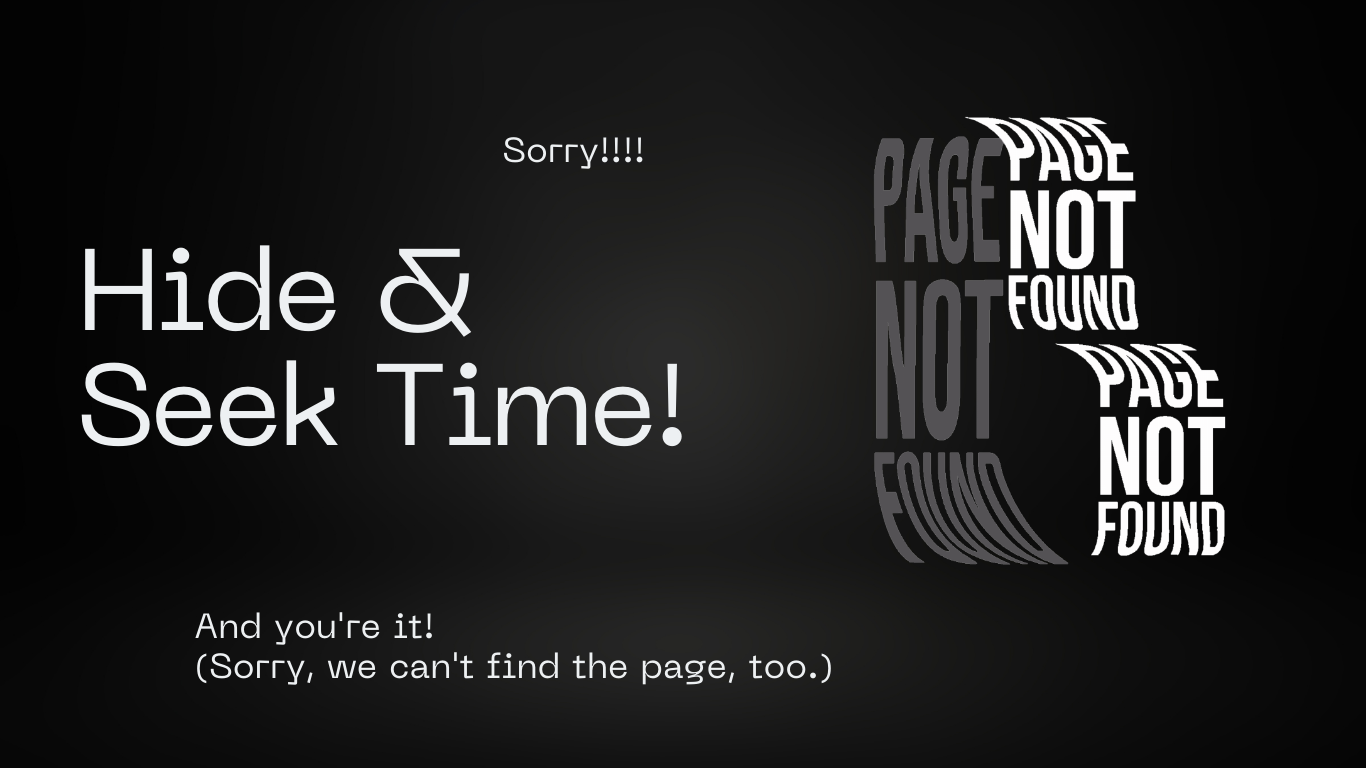 Sorry!!!!
Hide &
Seek Time!
And you're it!
(Sorry, we can't find the page, too.)
PAGE
NOT
FOUND
PAGE
NOT
FOUND
PAGE
NOT
FOUND